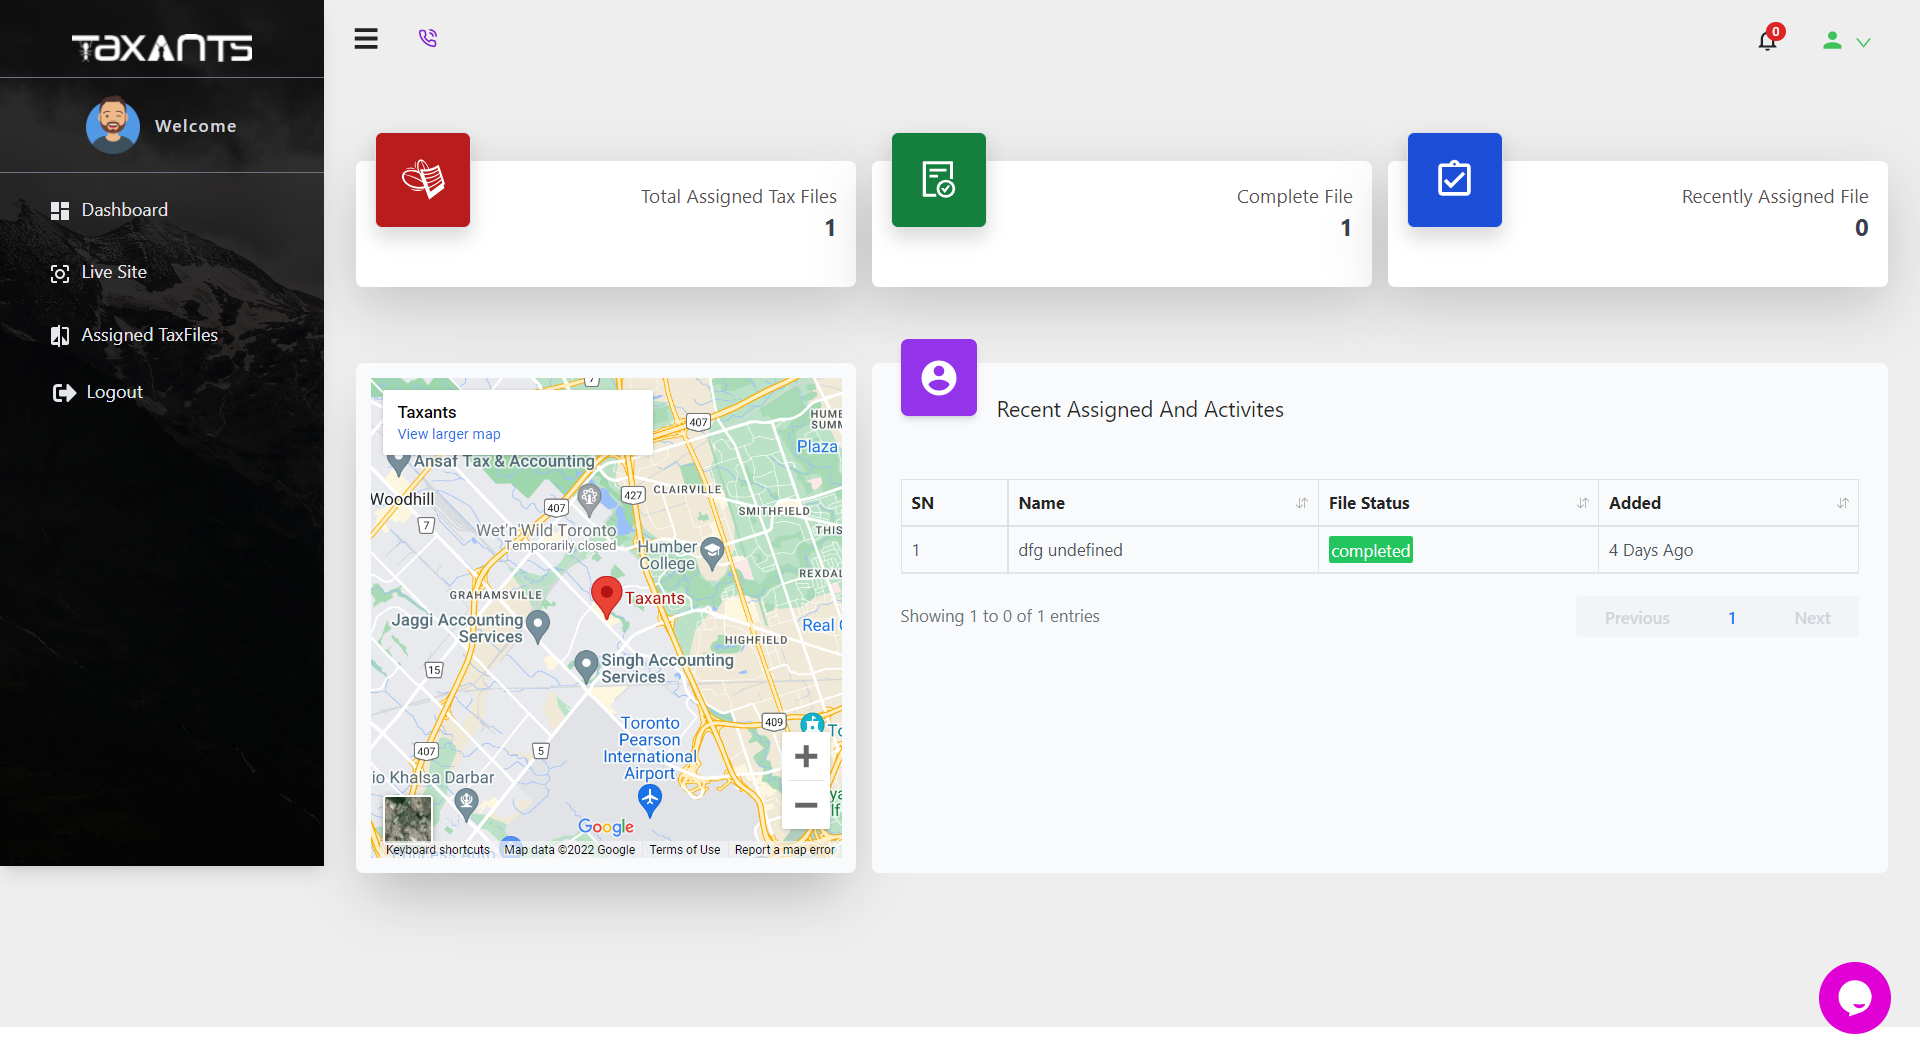 TAXANTS
0
Welcome
Dashboard
Live Site
Assigned TaxFiles
Logout
Total Assigned Tax Files
1
Complete File
1
Recently Assigned File
0
Taxants
View larger map
7
407
HUMB
SUMM
Plaza
Ansaf Tax & Accounting
Woodhill
407
427
CLAIRVILLE
7
SMITHFIELD
Wet'n'Wild Toronto
Temporarily closed
THIS
Humber
College
REXDAL
GRAHAMSVILLE
Taxants
Jaggi Accounting
Services
Real
HIGHFIELD
15
Singh Accounting
Services
Toronto
Pearson
International
Airport
409
To
407
5
io Khalsa Darbar
Google
Keyboard shortcuts
Map data ©2022 Google
Terms of Use
Report a map error
Recent Assigned And Activites
SN Name File Status Added
1 dfg undefined completed 4 Days Ago
Showing 1 to 0 of 1 entries
Previous 1 Next